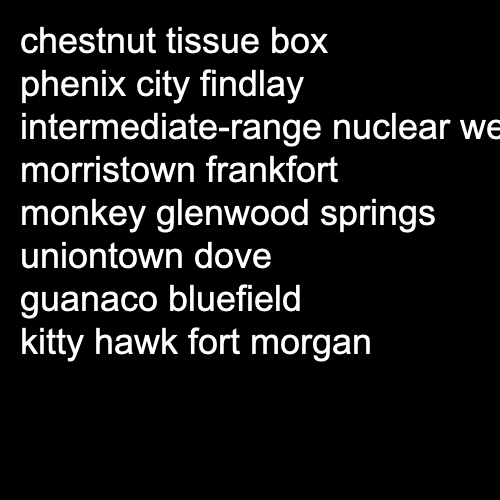 chestnut tissue box
phenix city findlay
intermediate-range nuclear
morristown frankfort
monkey glenwood springs
uniontown dove
guanaco bluefield
kitty hawk fort morgan